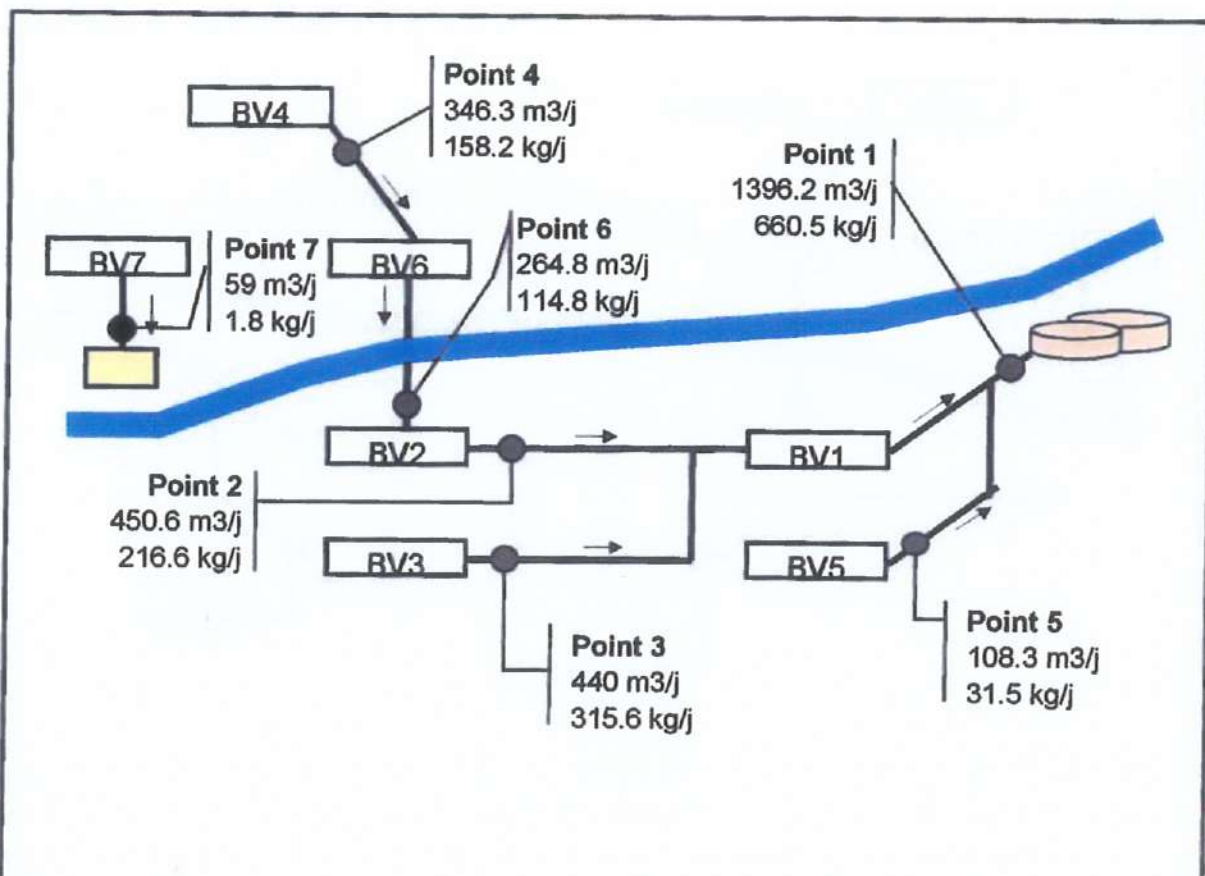 Point 4
346.3 m3/j
158.2 kg/j
BV4
Point 1
1396.2 m3/j
660.5 kg/j
Point 7
59 m3/j
1.8 kg/j
BV7
Point 6
264.8 m3/j
114.8 kg/j
BV6
BV2
BV1
Point 2
450.6 m3/j
216.6 kg/j
BV3
BV5
Point 3
440 m3/j
315.6 kg/j
Point 5
108.3 m3/j
31.5 kg/j